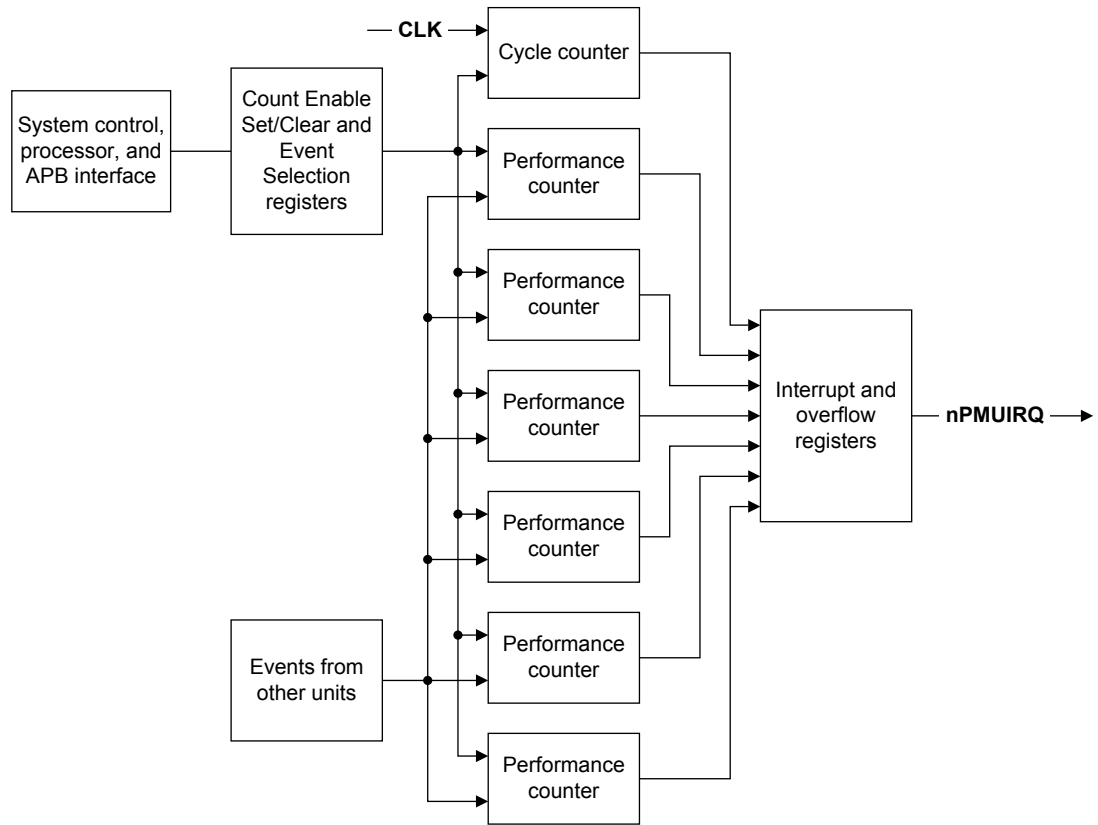 CLK
Cycle counter
System control,
processor, and
APB interface
Count Enable
Set/Clear and
Event
Selection
registers
Performance
counter
Performance
counter
Performance
counter
Interrupt and
overflow
registers
nPMUIRQ
Performance
counter
Events from
other units
Performance
counter
Performance
counter